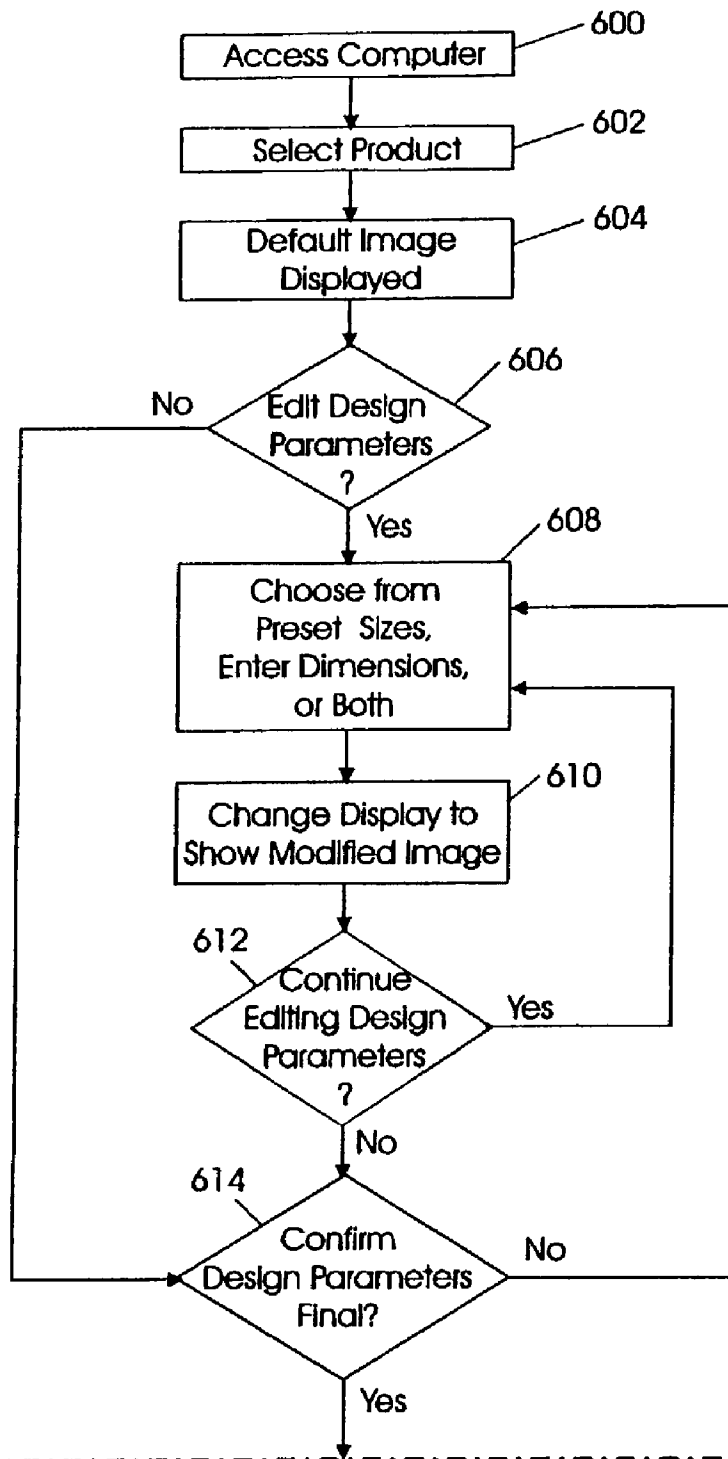 600
Access Computer
602
Select Product
604
Default Image
Displayed
606
No
Edit Design
Parameters
?
Yes
608
Choose from
Preset Sizes,
Enter Dimensions,
or Both
610
Change Display to
Show Modified Image
612
Continue
Editing Design
Parameters
?
Yes
No
614
Confirm
Design Parameters
Final?
No
Yes